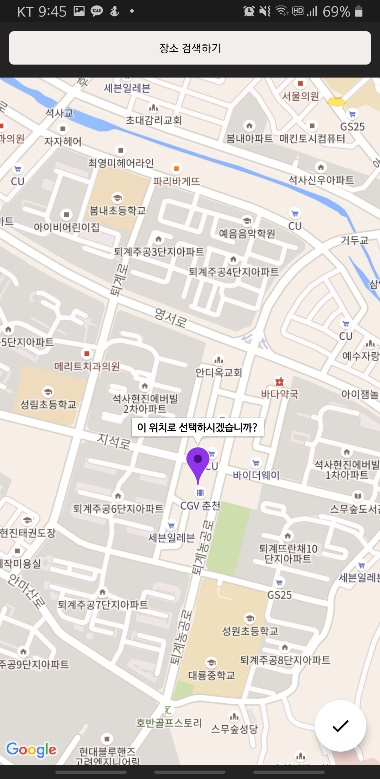 KT 9:45
69%
장소 검색하기
세븐일레븐
서울의원
석사교
초대감리교회
GS25
과의원
자자헤어
봄내아파트
매킨토시컴퓨터
최영미헤어라인
CU
파리바게뜨
석사신우아파트
봄내초등학교
아이비어린이집
예음음악학원
CU
거두교
퇴계주공3단지아파트
퇴계주공4단지아파트
퇴계로
영서로
CU
5단지아파트
메리트치과의원
안디옥교회
예수자랑
바다약국
아이잼놀
성림초등학교
석사현진에버빌
2차아파트
이 위치로 선택하시겠습니까?
지석로
CU
바이더웨이
석사현진에버빌
1차아파트
CGV 춘천
퇴계주공6단지아파트
스무숲도서관
현진태권도장
세븐일레븐
퇴계농공로
퇴계뜨란채10
단지아파트
제작미용실
안마산로
세븐일레
퇴계주공7단지아파트
GS25
성원초등학교
퇴계농공로
주공9단지아파트
대룡중학교
퇴계주공8단지아파트
호반골프스토리
스무숲성당
Google
현대블루핸즈
고려엔지니어링